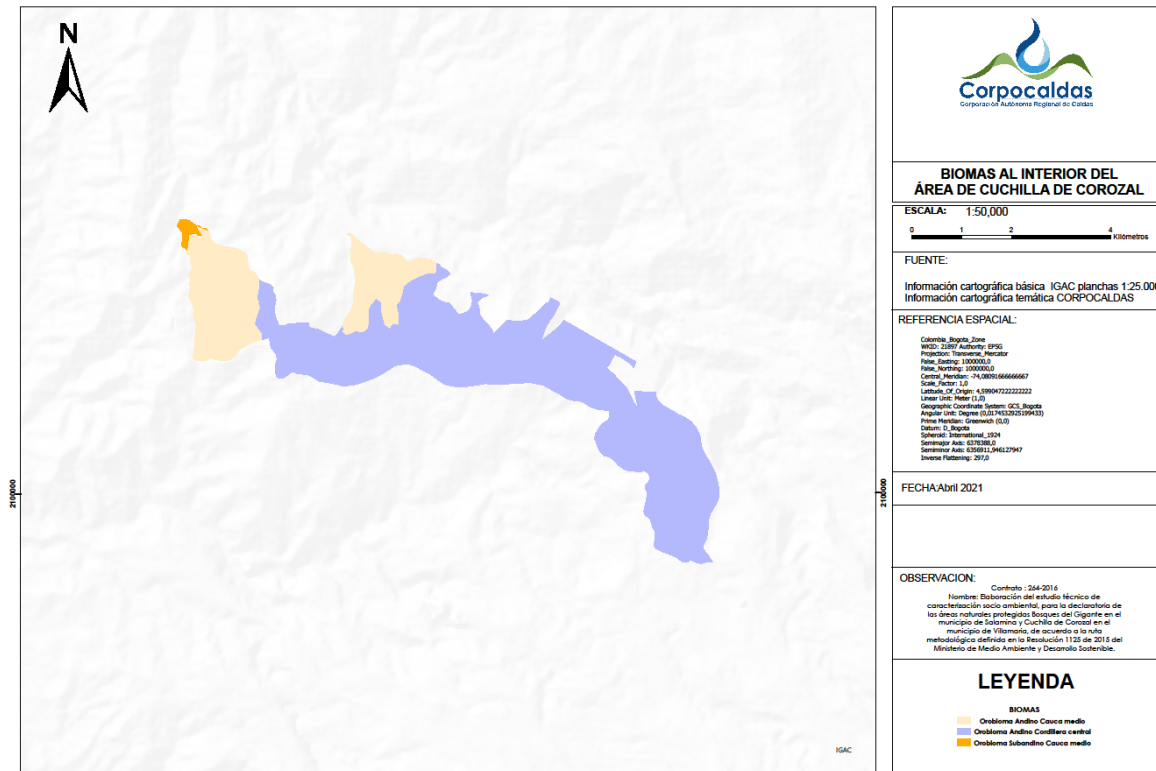 N
2100000
2100000
IGAC
Corpocaldas
Corporación Autónoma Regional de Caldas
BIOMAS AL INTERIOR DEL
ÁREA DE CUCHILLA DE COROZAL
ESCALA: 1:50,000
0 1 2 4
Kilómetros
FUENTE:
Información cartográfica básica IGAC planchas 1:25.000
Información cartográfica temática CORPOCALDAS
REFERENCIA ESPACIAL:
Colombia_Bogota_Zone
WKID: 21897 Authority: EPSG
Projection: Transverse_Mercator
False_Easting: 1000000,0
False_Northing: 1000000,0
Central_Meridian: -74,08091666666667
Scale_Factor: 1,0
Latitude_Of_Origin: 4,599047222222222
Linear Unit: Meter (1,0)
Geographic Coordinate System: GCS_Bogota
Angular Unit: Degree (0,0174532925199433)
Prime Meridian: Greenwich (0,0)
Datum: D_Bogota
Spheroid: International_1924
Semimajor Axis: 6378388,0
Semiminor Axis: 6356911,946127947
Inverse Flattening: 297,0
FECHA:Abril 2021
OBSERVACION:
Contrato : 264-2016
Nombre: Elaboración del estudio técnico de
caracterización socio ambiental, para la declaratoria de
las áreas naturales protegidas Bosques del Gigante en el
municipio de Salamina y Cuchilla de Corozal en el
municipio de Villamaria, de acuerdo a la ruta
metodológica definida en la Resolución 1125 de 2015 del
Ministerio de Medio Ambiente y Desarrollo Sostenible.
LEYENDA
BIOMAS
Orobioma Andino Cauca medio
Orobioma Andino Cordillera central
Orobioma Subandino Cauca medio